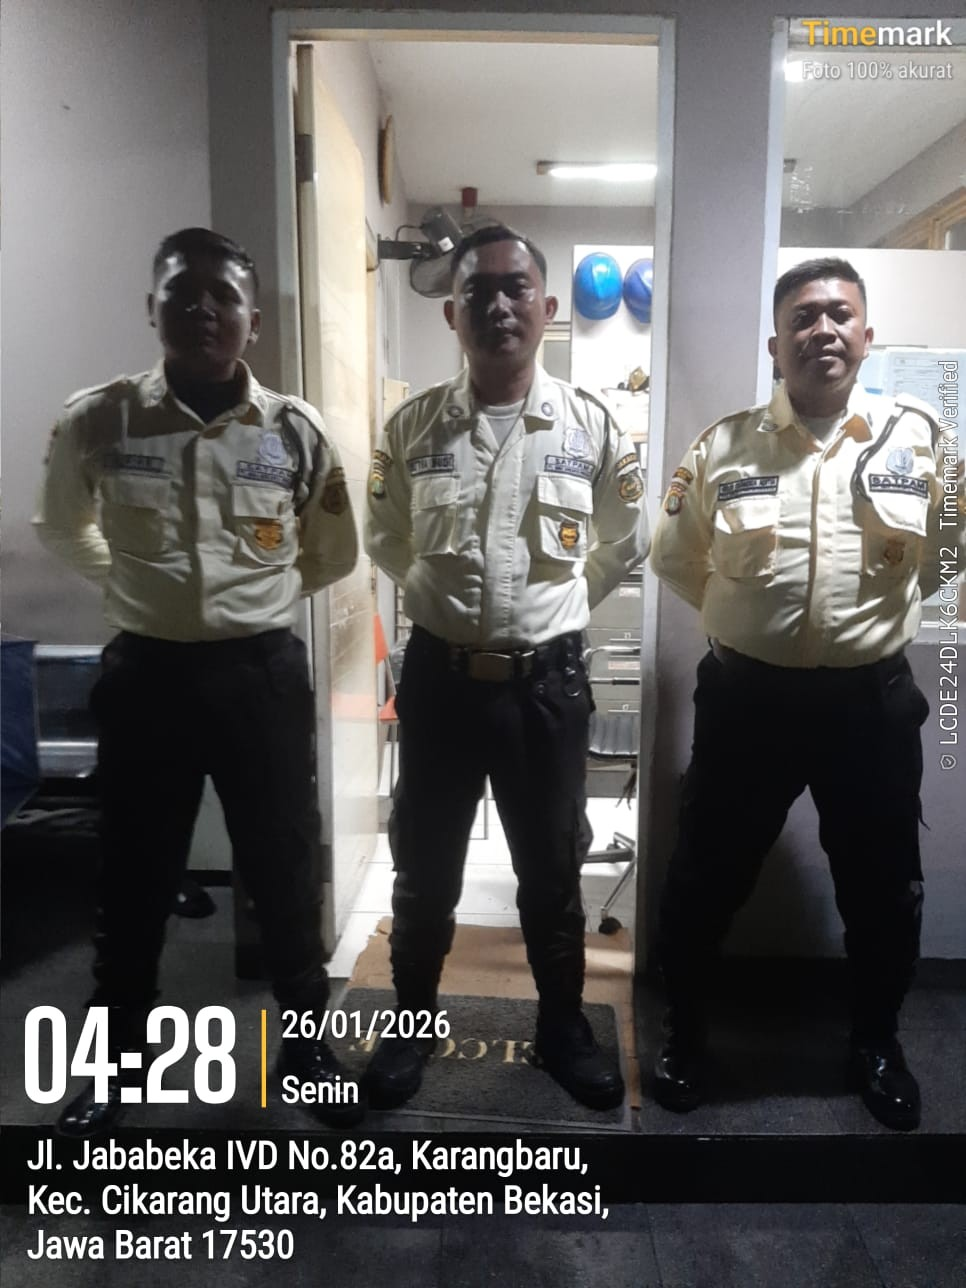 Timemark
Foto 100% akurat
SATPAM
SATPAM
SATPAM
WELCOME
LCDE24DLK6CKM2 Timemark Verified
04:28
26/01/2026
Senin
Jl. Jababeka IVD No.82a, Karangbaru,
Kec. Cikarang Utara, Kabupaten Bekasi,
Jawa Barat 17530